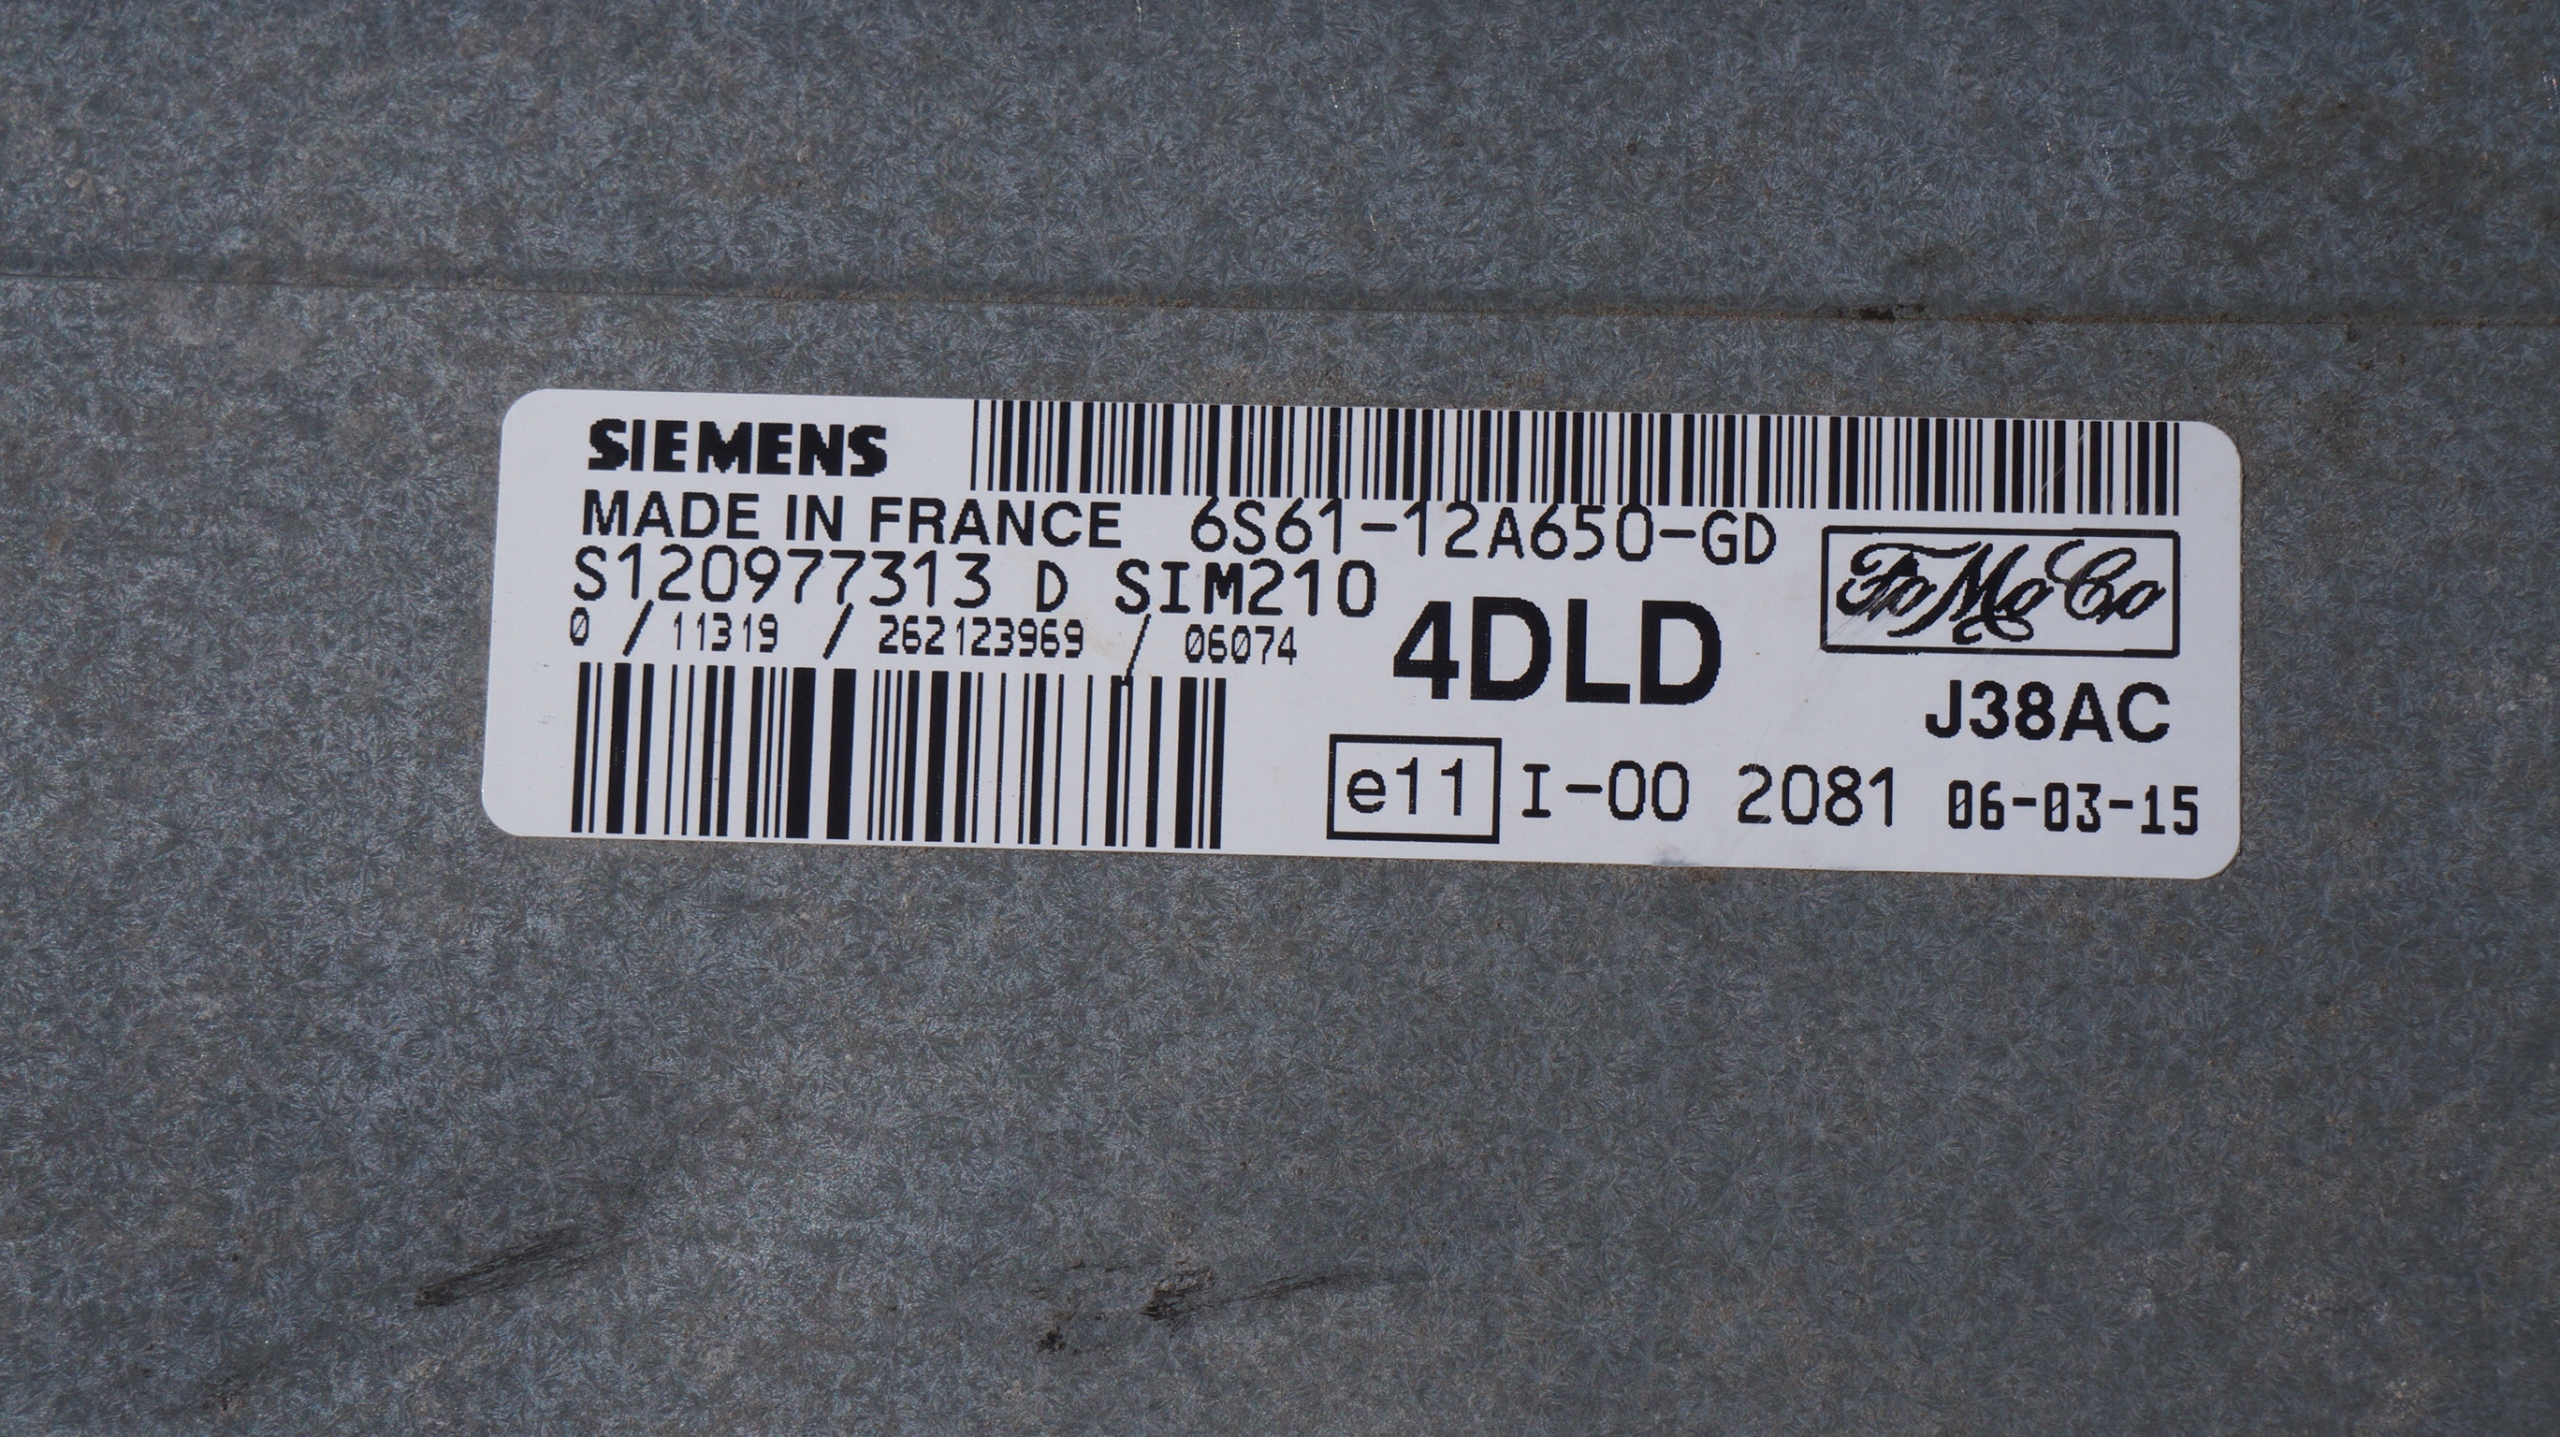 SIEMENS
MADE IN FRANCE 6S61-12A650-GD
S120977313 D SIM210
FoMoCo
0 / 11319 / 262123969 / 06074
4DLD
J38AC
e11 I-00 2081 06-03-15